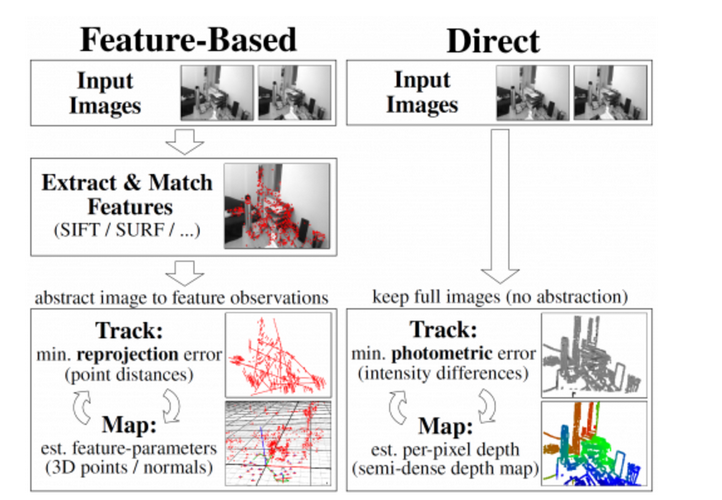 Feature-Based
Input
Images
Extract & Match
Features
(SIFT / SURF / ...)
abstract image to feature observations
Track:
min. reprojection error
(point distances)
Map:
est. feature-parameters
(3D points / normals)
Direct
Input
Images
keep full images (no abstraction)
Track:
min. photometric error
(intensity differences)
Map:
est. per-pixel depth
(semi-dense depth map)